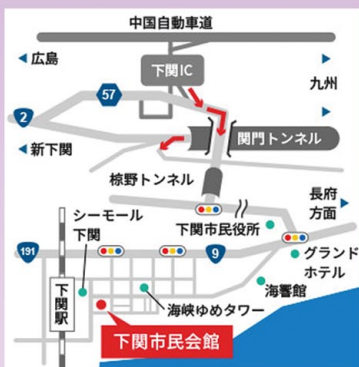 中国自動車道
広島
下関IC
九州
57
2
関門トンネル
新下関
椋野トンネル
長府
方面
シーモール
下関
下関市民役所
グランド
ホテル
191
9
下関駅
海響館
海峡ゆめタワー
下関市民会館